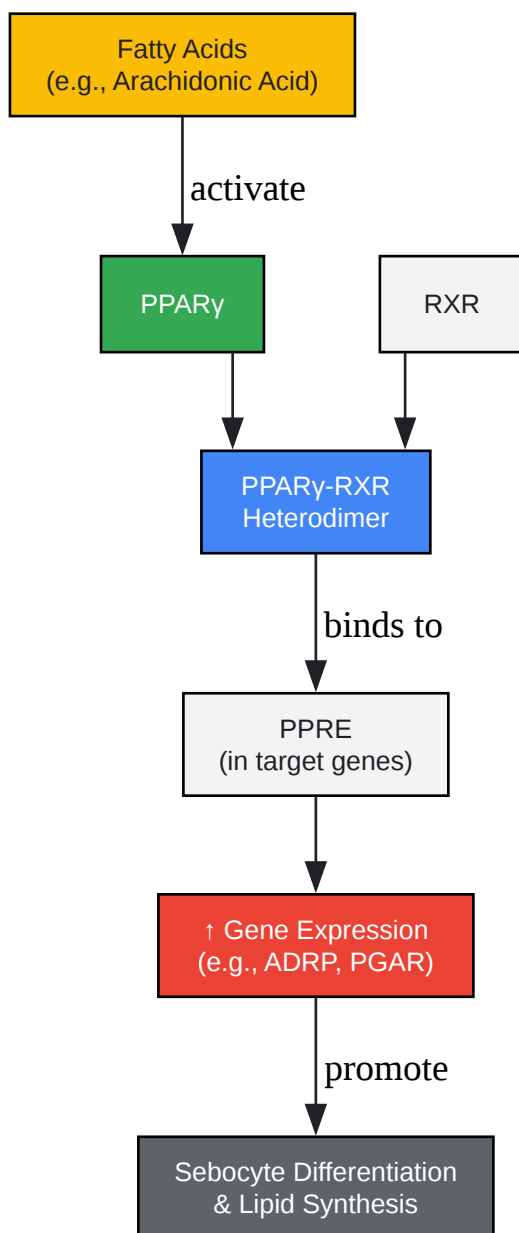 Fatty Acids
(e.g., Arachidonic Acid)
activate
PPARγ
RXR
PPARγ-RXR
Heterodimer
binds to
PPRE
(in target genes)
↑ Gene Expression
(e.g., ADRP, PGAR)
promote
Sebocyte Differentiation
& Lipid Synthesis